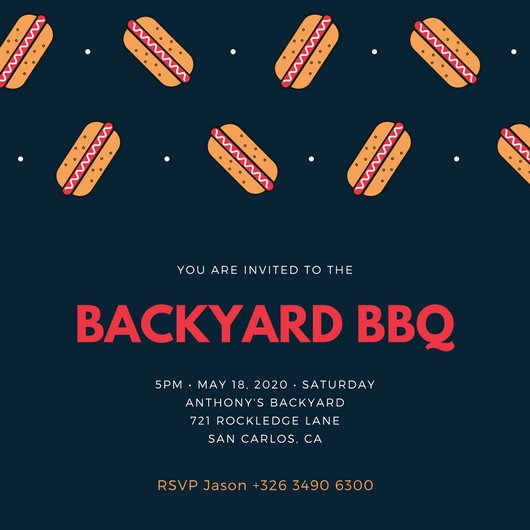 YOU ARE INVITED TO THE
BACKYARD BBQ
5PM • MAY 18, 2020 • SATURDAY
ANTHONY'S BACKYARD
721 ROCKLEDGE LANE
SAN CARLOS, CA
RSVP Jason +326 3490 6300